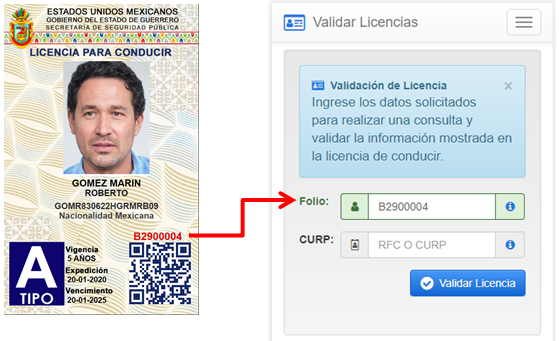 ESTADOS UNIDOS MEXICANOS
GOBIERNO DEL ESTADO DE GUERRERO
SECRETARÍA DE SEGURIDAD PÚBLICA
LICENCIA PARA CONDUCIR
GOMEZ MARIN
ROBERTO
GOMR830622HGRMRB09
Nacionalidad Mexicana
B2900004
A
TIPO
Vigencia
5 AÑOS
Expedición
20-01-2020
Vencimiento
20-01-2025
Validar Licencias
Validación de Licencia
×
Ingrese los datos solicitados
para realizar una consulta y
validar la información mostrada en
la licencia de conducir.
Folio:
B2900004
CURP:
RFC O CURP
Validar Licencia